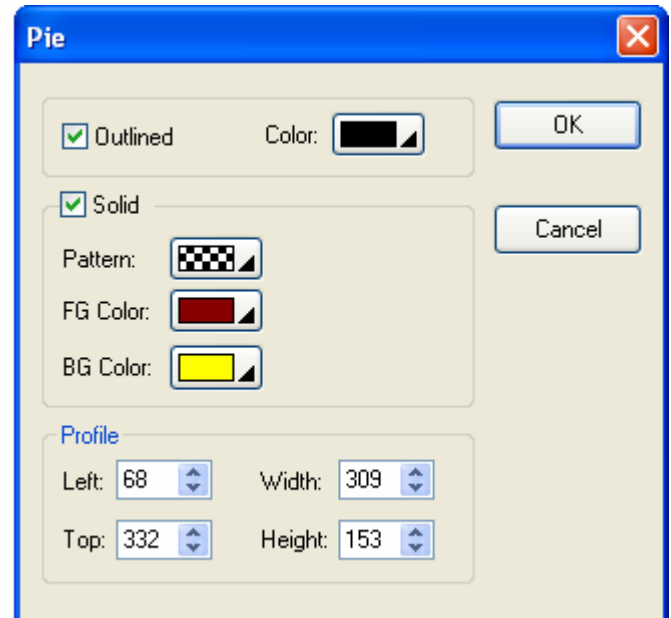 Pie
Outlined Color: OK
Solid
Cancel
Pattern:
FG Color:
BG Color:
Profile
Left: 68 Width: 309
Top: 332 Height: 153